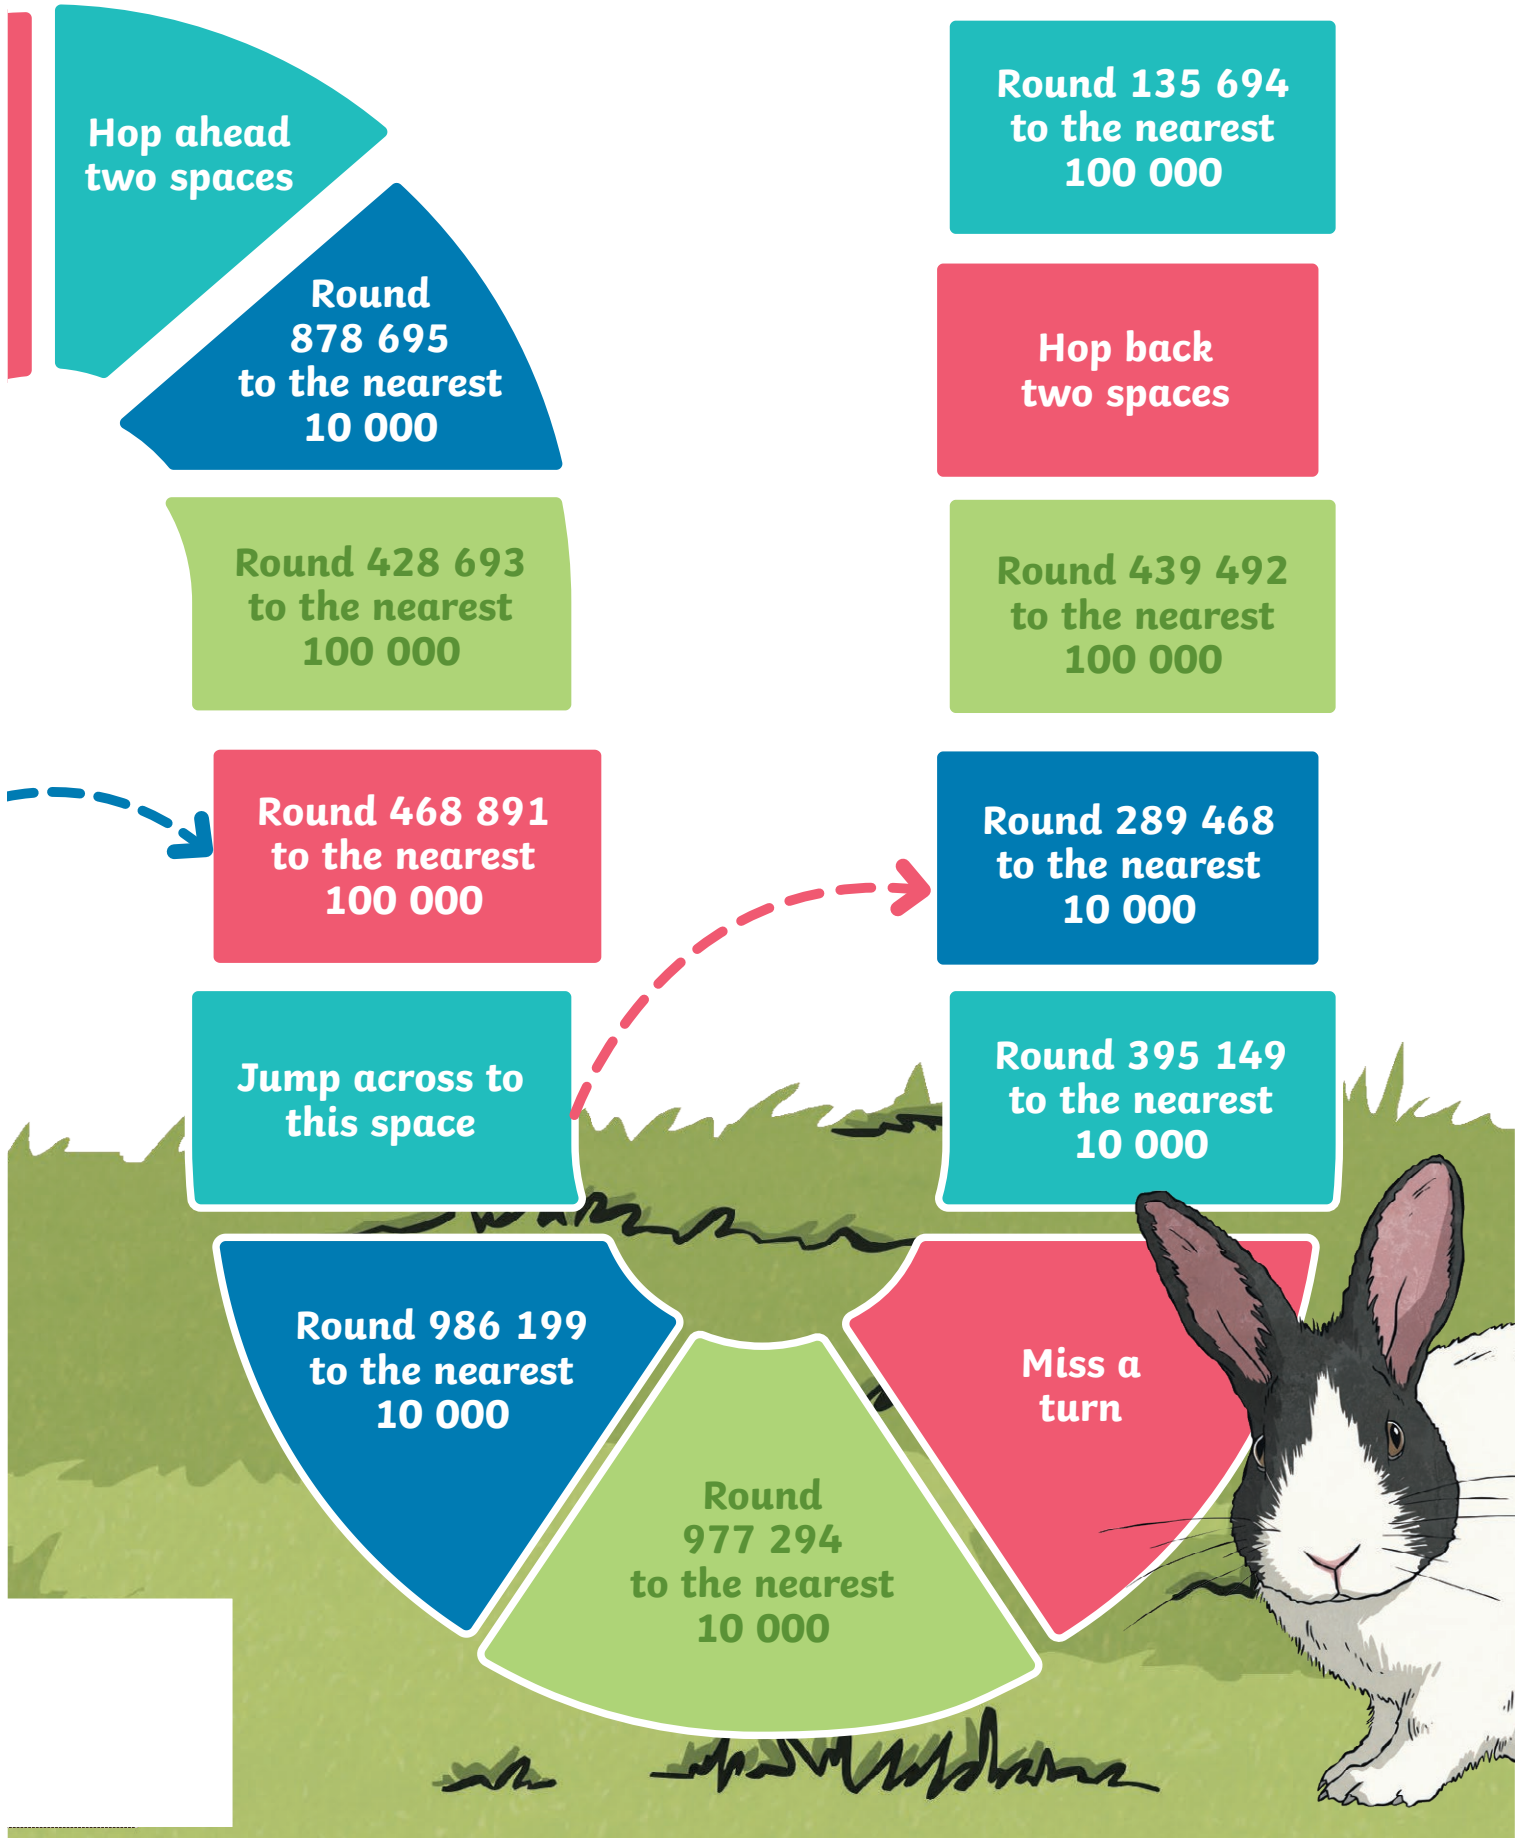 Hop ahead
two spaces
Round
878 695
to the nearest
10 000
Round 428 693
to the nearest
100 000
Round 468 891
to the nearest
100 000
Jump across to
this space
Round 986 199
to the nearest
10 000
Round
977 294
to the nearest
10 000
Miss a
turn
Round 395 149
to the nearest
10 000
Round 289 468
to the nearest
10 000
Round 439 492
to the nearest
100 000
Hop back
two spaces
Round 135 694
to the nearest
100 000